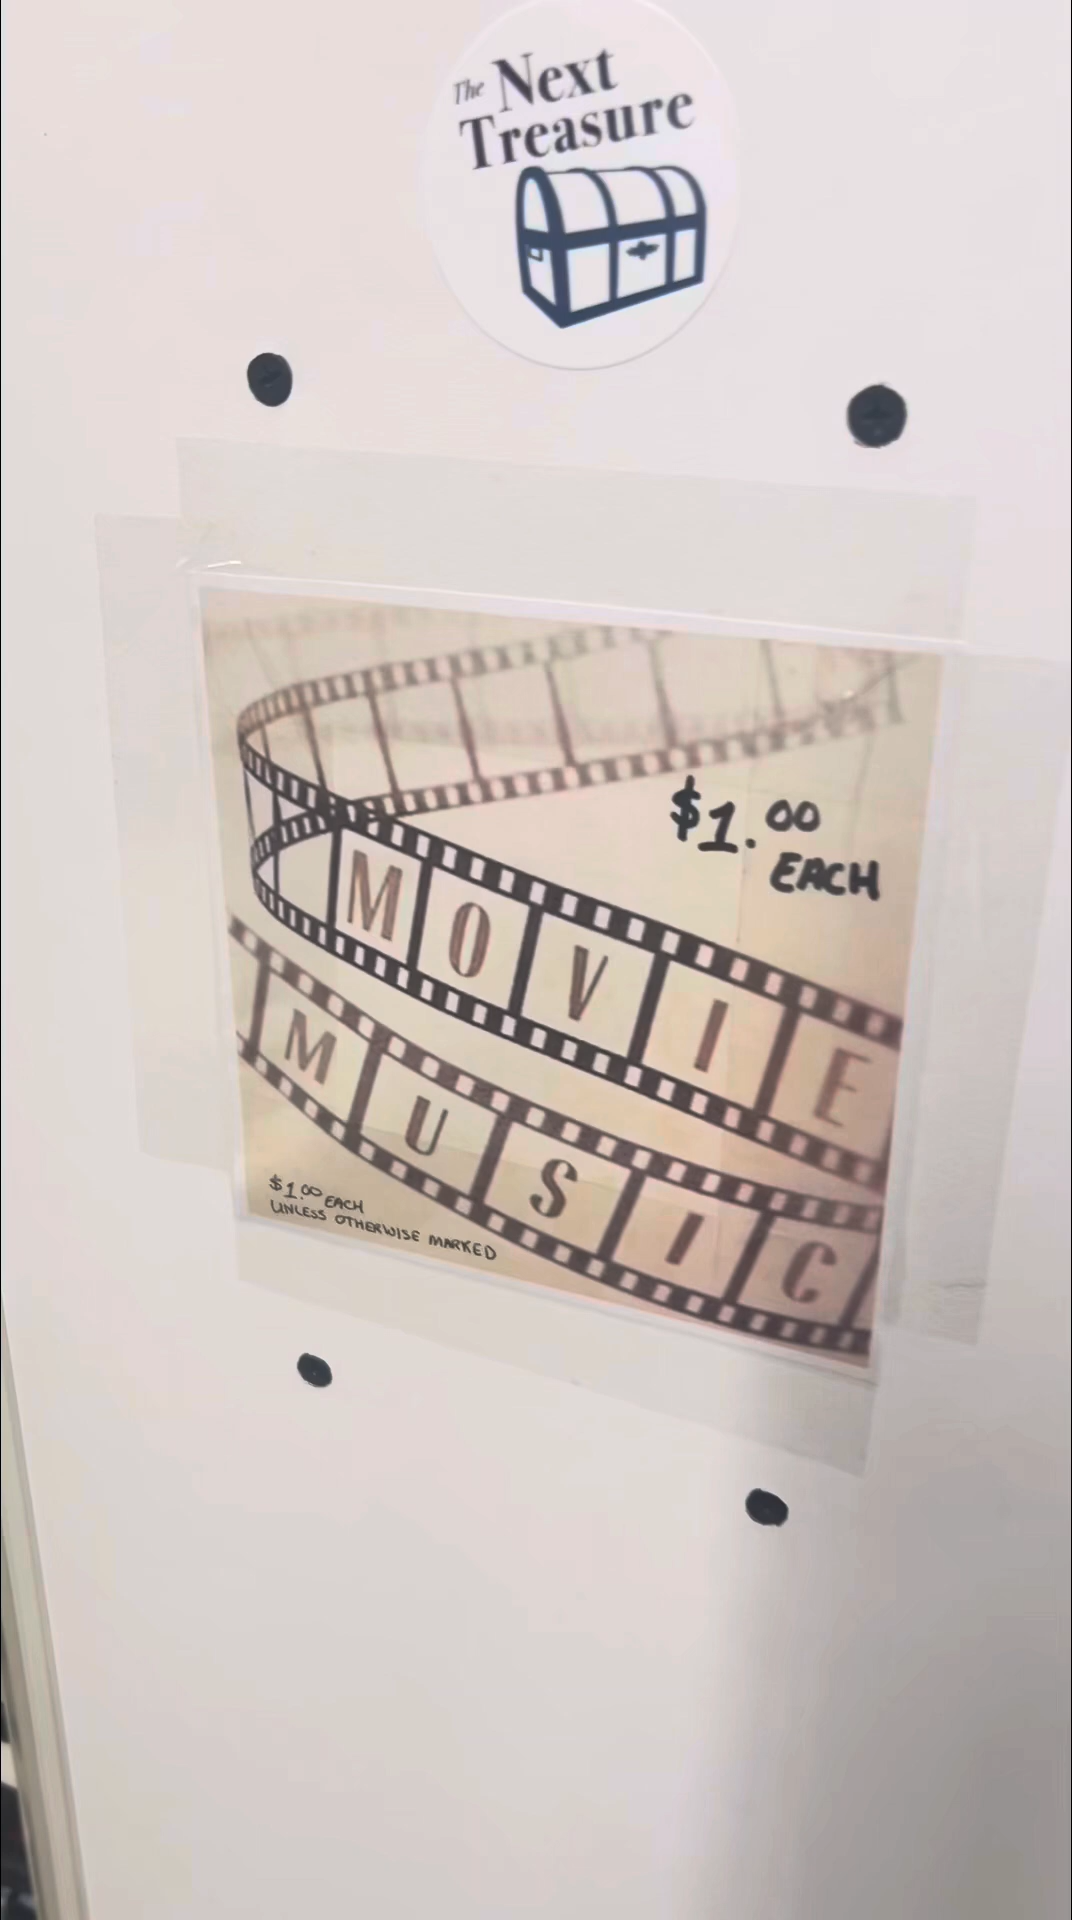 The Next
Treasure
$1.00
EACH
MOVIE
MUSIC
$1.00 EACH
UNLESS OTHERWISE MARKED